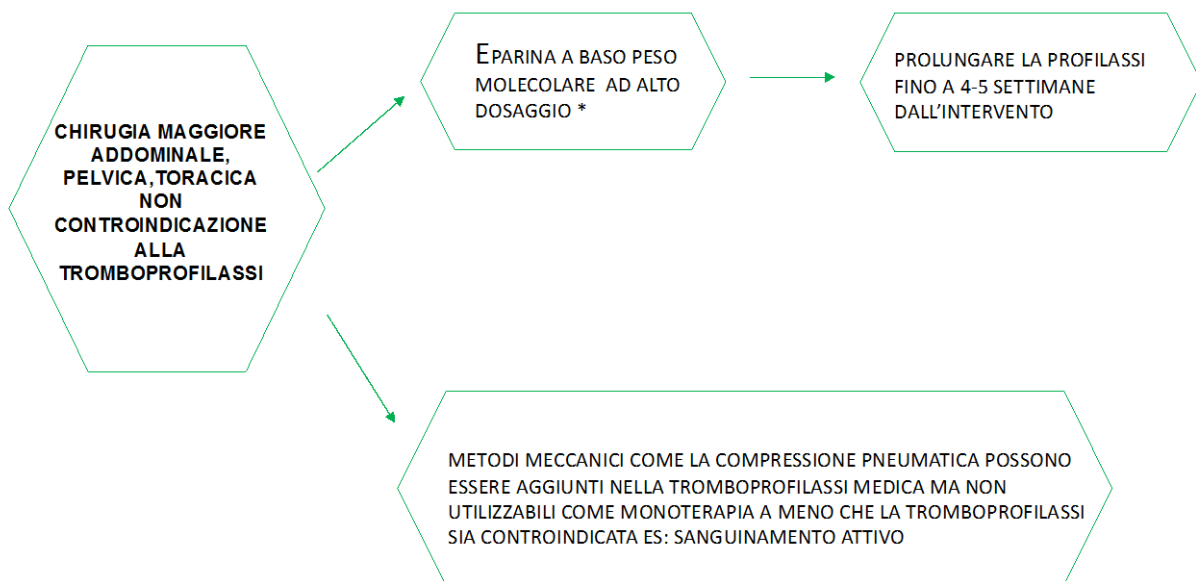 CHIRUGIA MAGGIORE
ADDOMINALE,
PELVICA,TORACICA
NON
CONTROINDICAZIONE
ALLA
TROMBOPROFILASSI
EPARINA A BASO PESO
MOLECOLARE AD ALTO
DOSAGGIO *
PROLUNGARE LA PROFILASSI
FINO A 4-5 SETTIMANE
DALL'INTERVENTO
METODI MECCANICI COME LA COMPRESSIONE PNEUMATICA POSSONO
ESSERE AGGIUNTI NELLA TROMBOPROFILASSI MEDICA MA NON
UTILIZZABILI COME MONOTERAPIA A MENO CHE LA TROMBOPROFILASSI
SIA CONTROINDICATA ES: SANGUINAMENTO ATTIVO